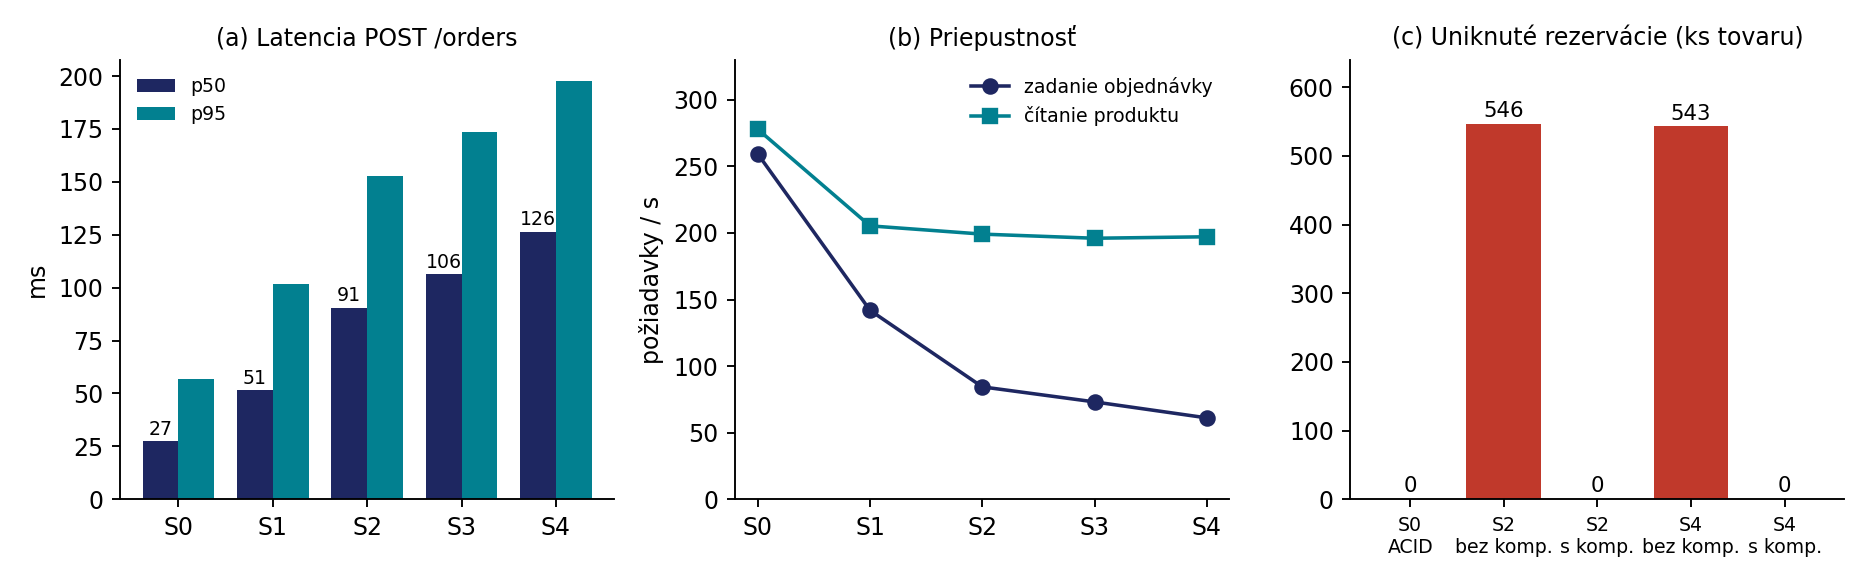 (a) Latencia POST /orders
p50
p95
ms
200
175
150
125
100
75
50
25
0
27
51
91
106
126
S0 S1 S2 S3 S4
(b) Priepustnosť
zadanie objednávky
čítanie produktu
požiadavky / s
300
250
200
150
100
50
0
S0 S1 S2 S3 S4
(c) Uniknuté rezervácie (ks tovaru)
600
500
400
300
200
100
0
0
546
0
543
0
S0 S2 S2 S4 S4
ACID bez komp. s komp. bez komp. s komp.